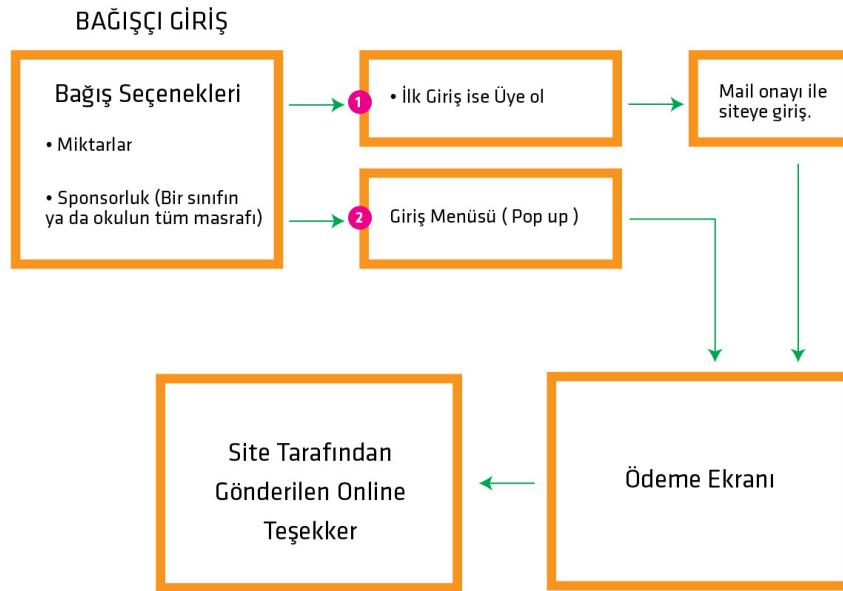 BAĞIŞÇI GİRİŞ
Bağış Seçenekleri
• Miktarlar
• Sponsorluk (Bir sınıfın
ya da okulun tüm masrafı)
1
• İlk Giriş ise Üye ol
Mail onayı ile
siteye giriş.
2
Giriş Menüsü ( Pop up )
Site Tarafından
Gönderilen Online
Teşekker
Ödeme Ekranı